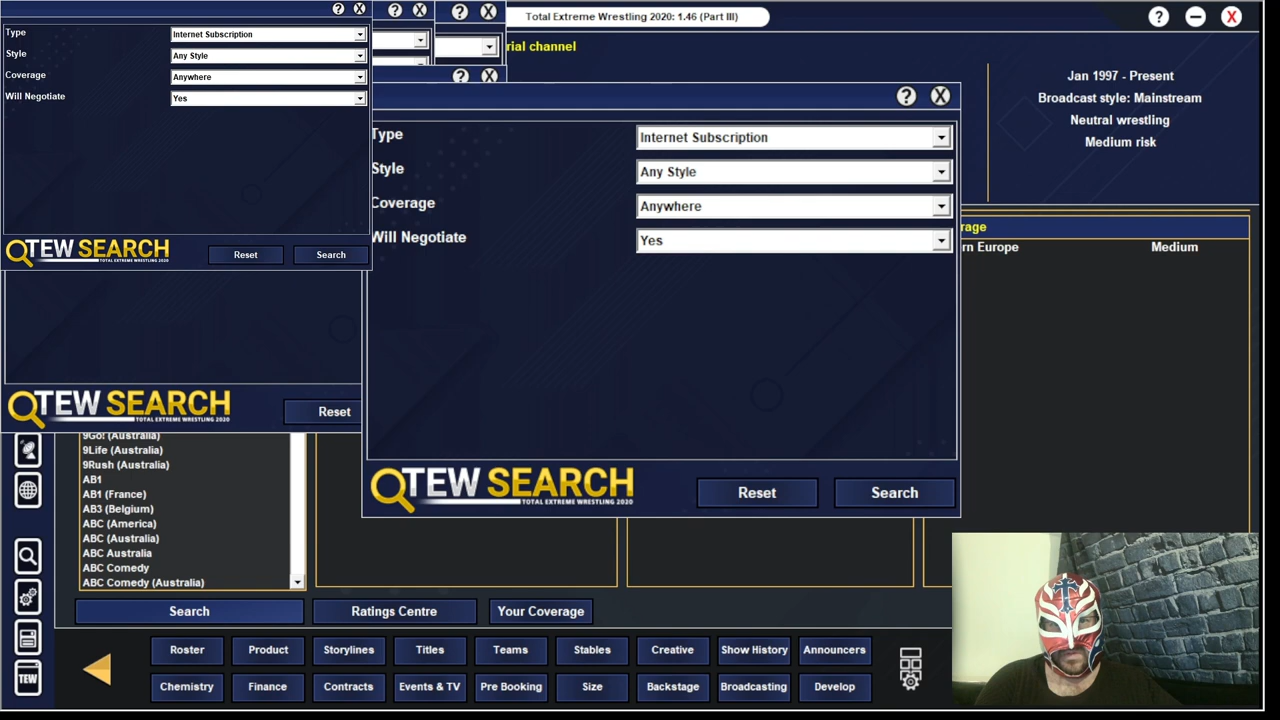 Total Extreme Wrestling 2020: 1.46 (Part III)
rial channel
Jan 1997 - Present
Broadcast style: Mainstream
Neutral wrestling
Medium risk
Type
Internet Subscription
Style
Any Style
Coverage
Anywhere
Will Negotiate
Yes
TEW SEARCH
TOTAL EXTREME WRESTLING 2020
Reset
Search
Type
Internet Subscription
Style
Any Style
Coverage
Anywhere
Will Negotiate
Yes
TEW SEARCH
TOTAL EXTREME WRESTLING 2020
Reset
Search
TEW SEARCH
TOTAL EXTREME WRESTLING 2020
Reset
rage
rn Europe Medium
9Go! (Australia)
9Life (Australia)
9Rush (Australia)
AB1
AB1 (France)
AB3 (Belgium)
ABC (America)
ABC (Australia)
ABC Australia
ABC Comedy
ABC Comedy (Australia)
Search
Ratings Centre
Your Coverage
TEW
Roster
Product
Storylines
Titles
Teams
Stables
Creative
Show History
Announcers
Chemistry
Finance
Contracts
Events & TV
Pre Booking
Size
Backstage
Broadcasting
Develop